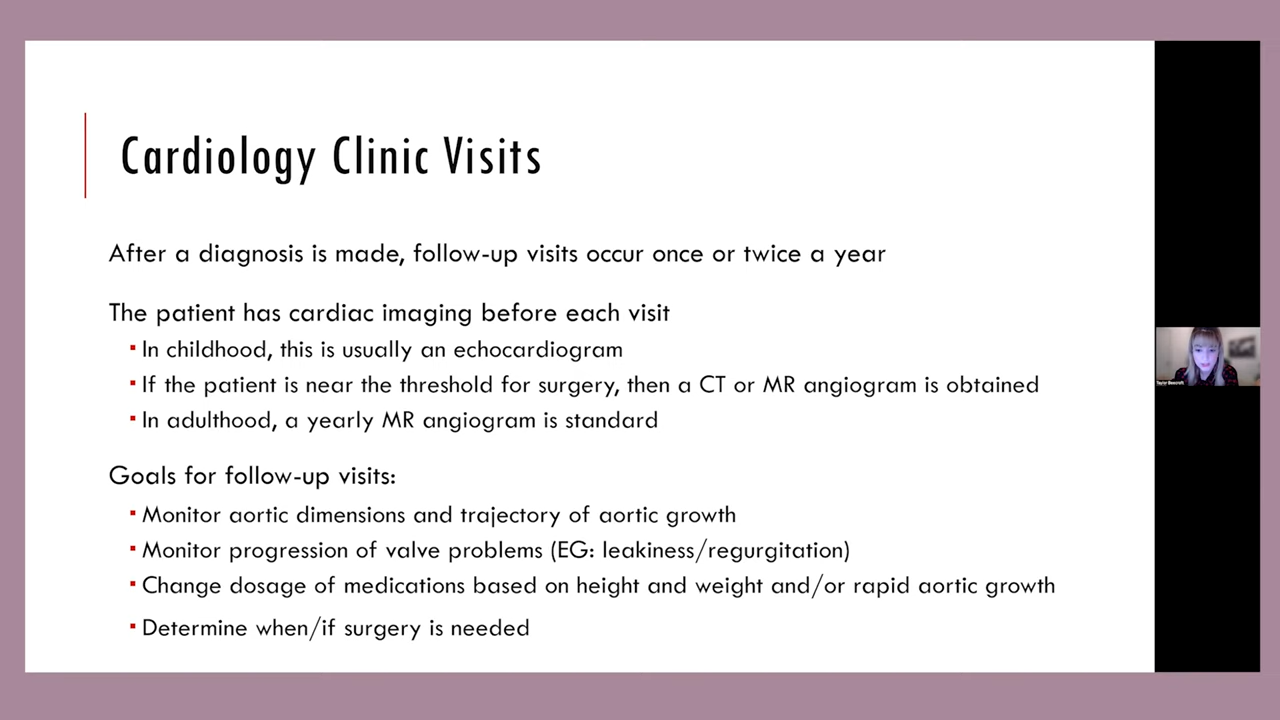 Cardiology Clinic Visits
After a diagnosis is made, follow-up visits occur once or twice a year
The patient has cardiac imaging before each visit
▪ In childhood, this is usually an echocardiogram
▪ If the patient is near the threshold for surgery, then a CT or MR angiogram is obtained
▪ In adulthood, a yearly MR angiogram is standard
Goals for follow-up visits:
▪ Monitor aortic dimensions and trajectory of aortic growth
▪ Monitor progression of valve problems (EG: leakiness/regurgitation)
▪ Change dosage of medications based on height and weight and/or rapid aortic growth
▪ Determine when/if surgery is needed
Taylor Beecroft